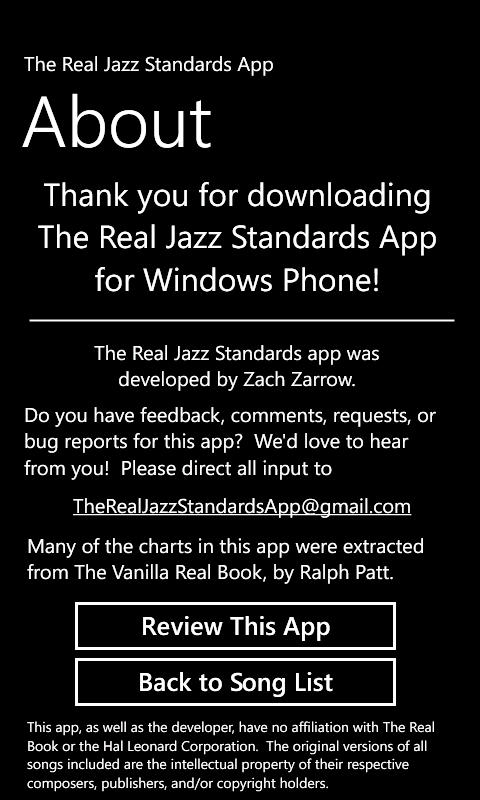 The Real Jazz Standards App
About
Thank you for downloading
The Real Jazz Standards App
for Windows Phone!
The Real Jazz Standards app was
developed by Zach Zarrow.
Do you have feedback, comments, requests, or
bug reports for this app?  We'd love to hear
from you!  Please direct all input to
TheRealJazzStandardsApp@gmail.com
Many of the charts in this app were extracted
from The Vanilla Real Book, by Ralph Patt.
Review This App
Back to Song List
This app, as well as the developer, have no affiliation with The Real
Book or the Hal Leonard Corporation.  The original versions of all
songs included are the intellectual property of their respective
composers, publishers, and/or copyright holders.